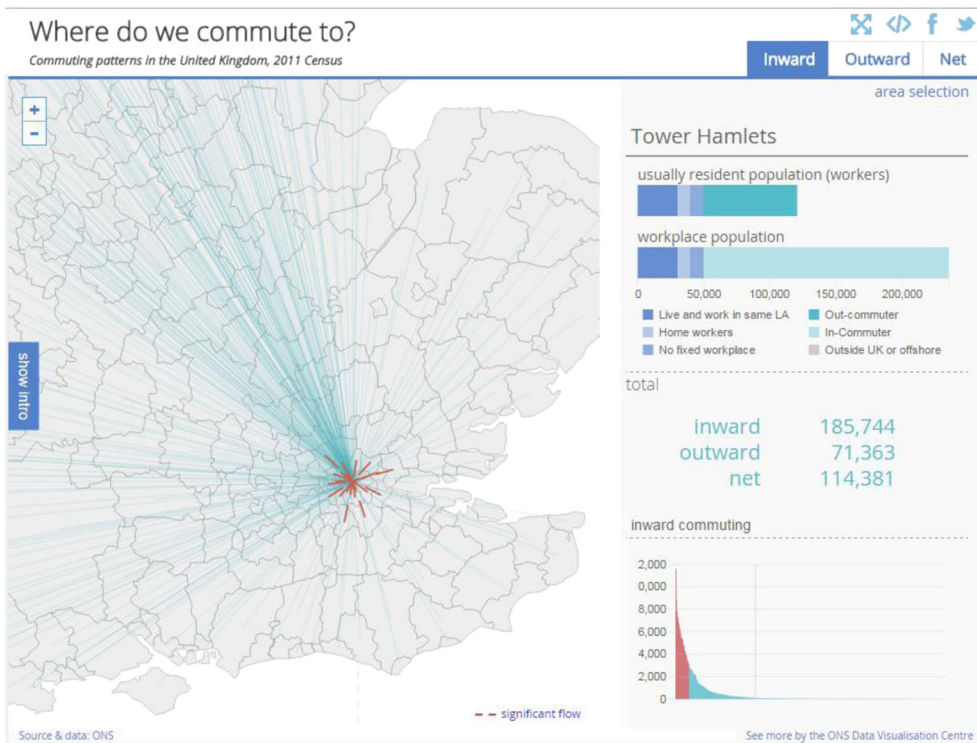 Where do we commute to?
Commuting patterns in the United Kingdom, 2011 Census
Inward Outward Net
area selection
+
-
show intro
Tower Hamlets
usually resident population (workers)
workplace population
0 50,000 100,000 150,000 200,000
Live and work in same LA Out-commuter
Home workers In-Commuter
No fixed workplace Outside UK or offshore
total
inward 185,744
outward 71,363
net 114,381
inward commuting
2,000
0,000
8,000
6,000
4,000
2,000
0
significant flow
Source & data: ONS
See more by the ONS Data Visualisation Centre